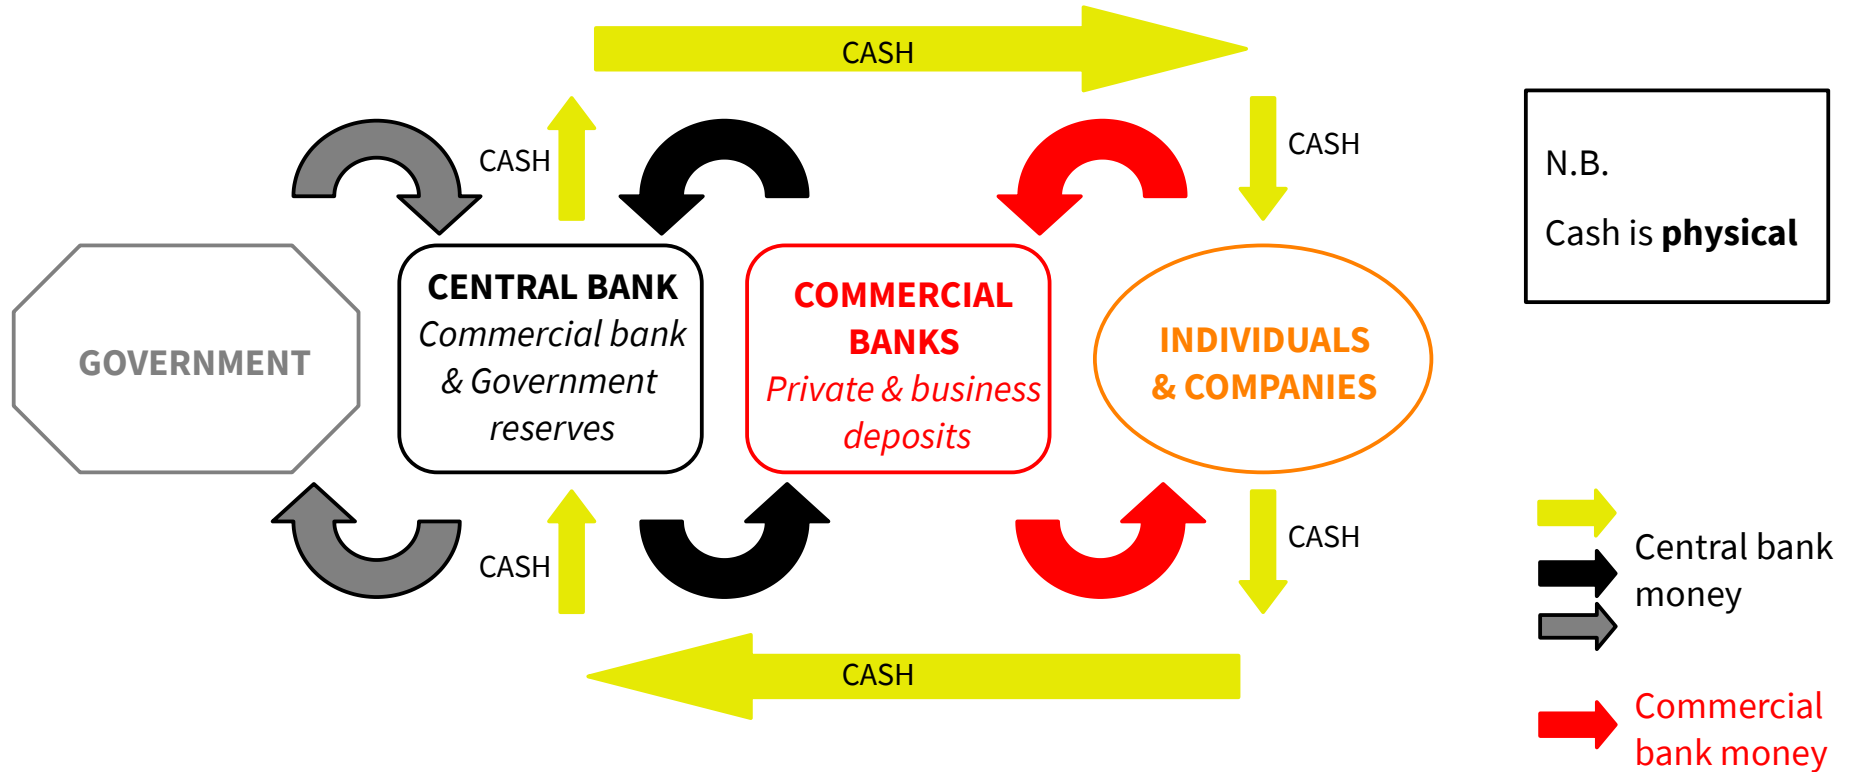 CASH
CASH
CASH
N.B.
Cash is physical
GOVERNMENT
CENTRAL BANK
Commercial bank
& Government
reserves
COMMERCIAL
BANKS
Private & business
deposits
INDIVIDUALS
& COMPANIES
CASH
CASH
CASH
Central bank
money
Commercial
bank money